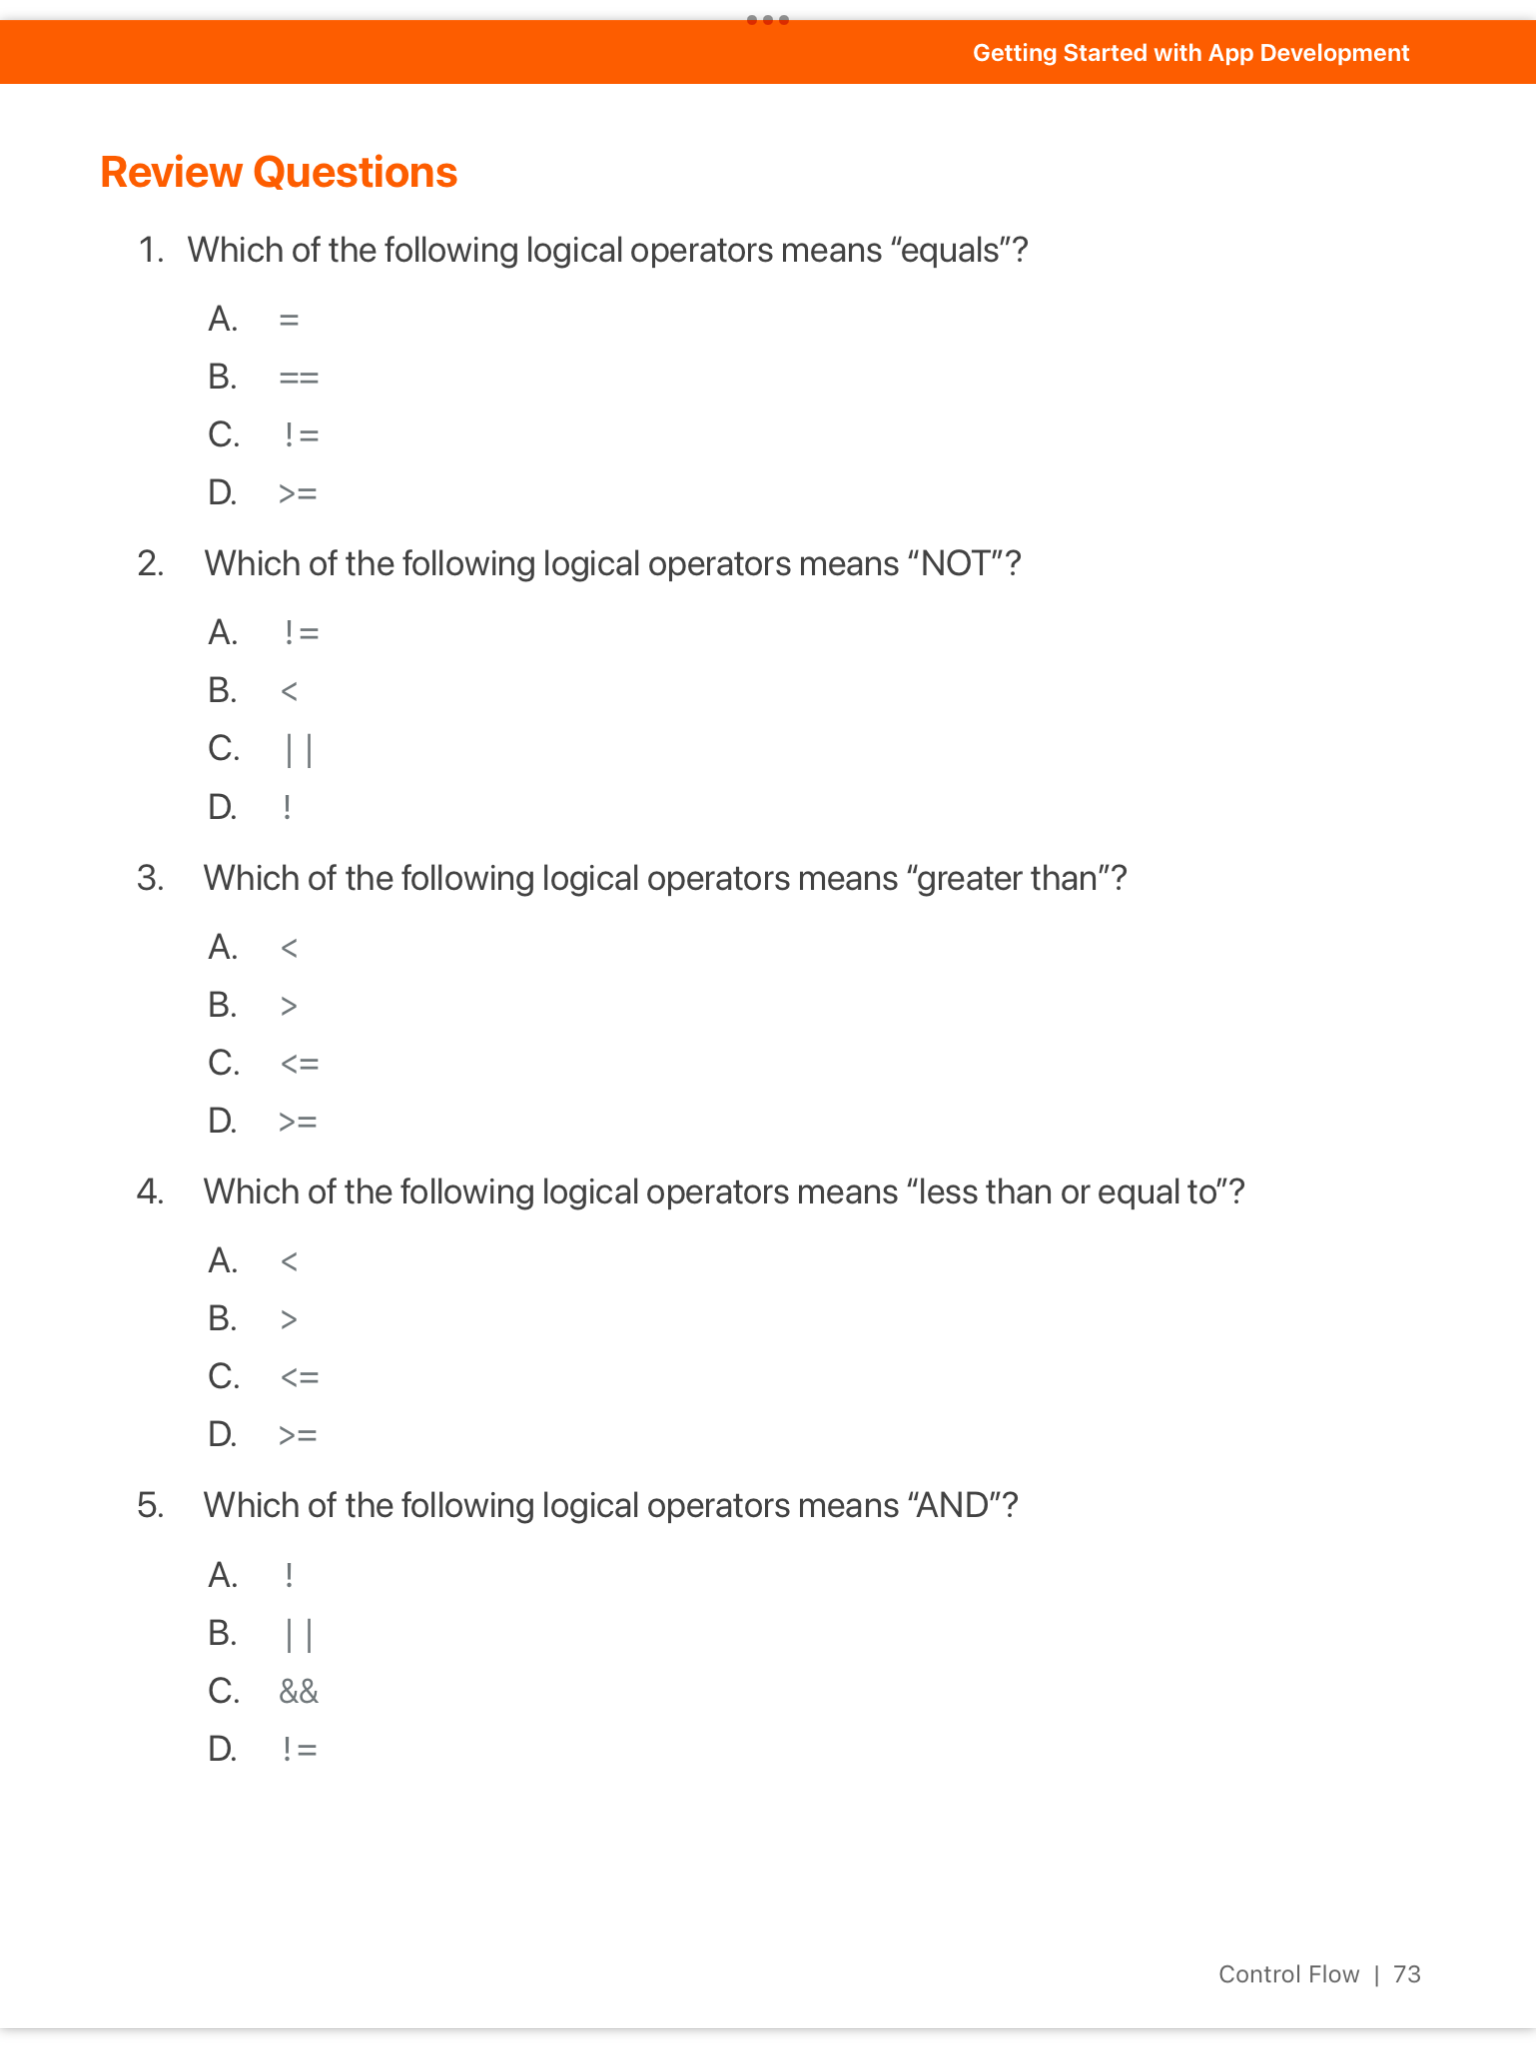 Getting Started with App Development
Review Questions
1. Which of the following logical operators means “equals”?
A. =
B. ==
C. !=
D. >=
2. Which of the following logical operators means “NOT”?
A. !=
B. <
C. ||
D. !
3. Which of the following logical operators means “greater than”?
A. <
B. >
C. <=
D. >=
4. Which of the following logical operators means “less than or equal to”?
A. <
B. >
C. <=
D. >=
5. Which of the following logical operators means “AND”?
A. !
B. ||
C. &&
D. !=
Control Flow | 73